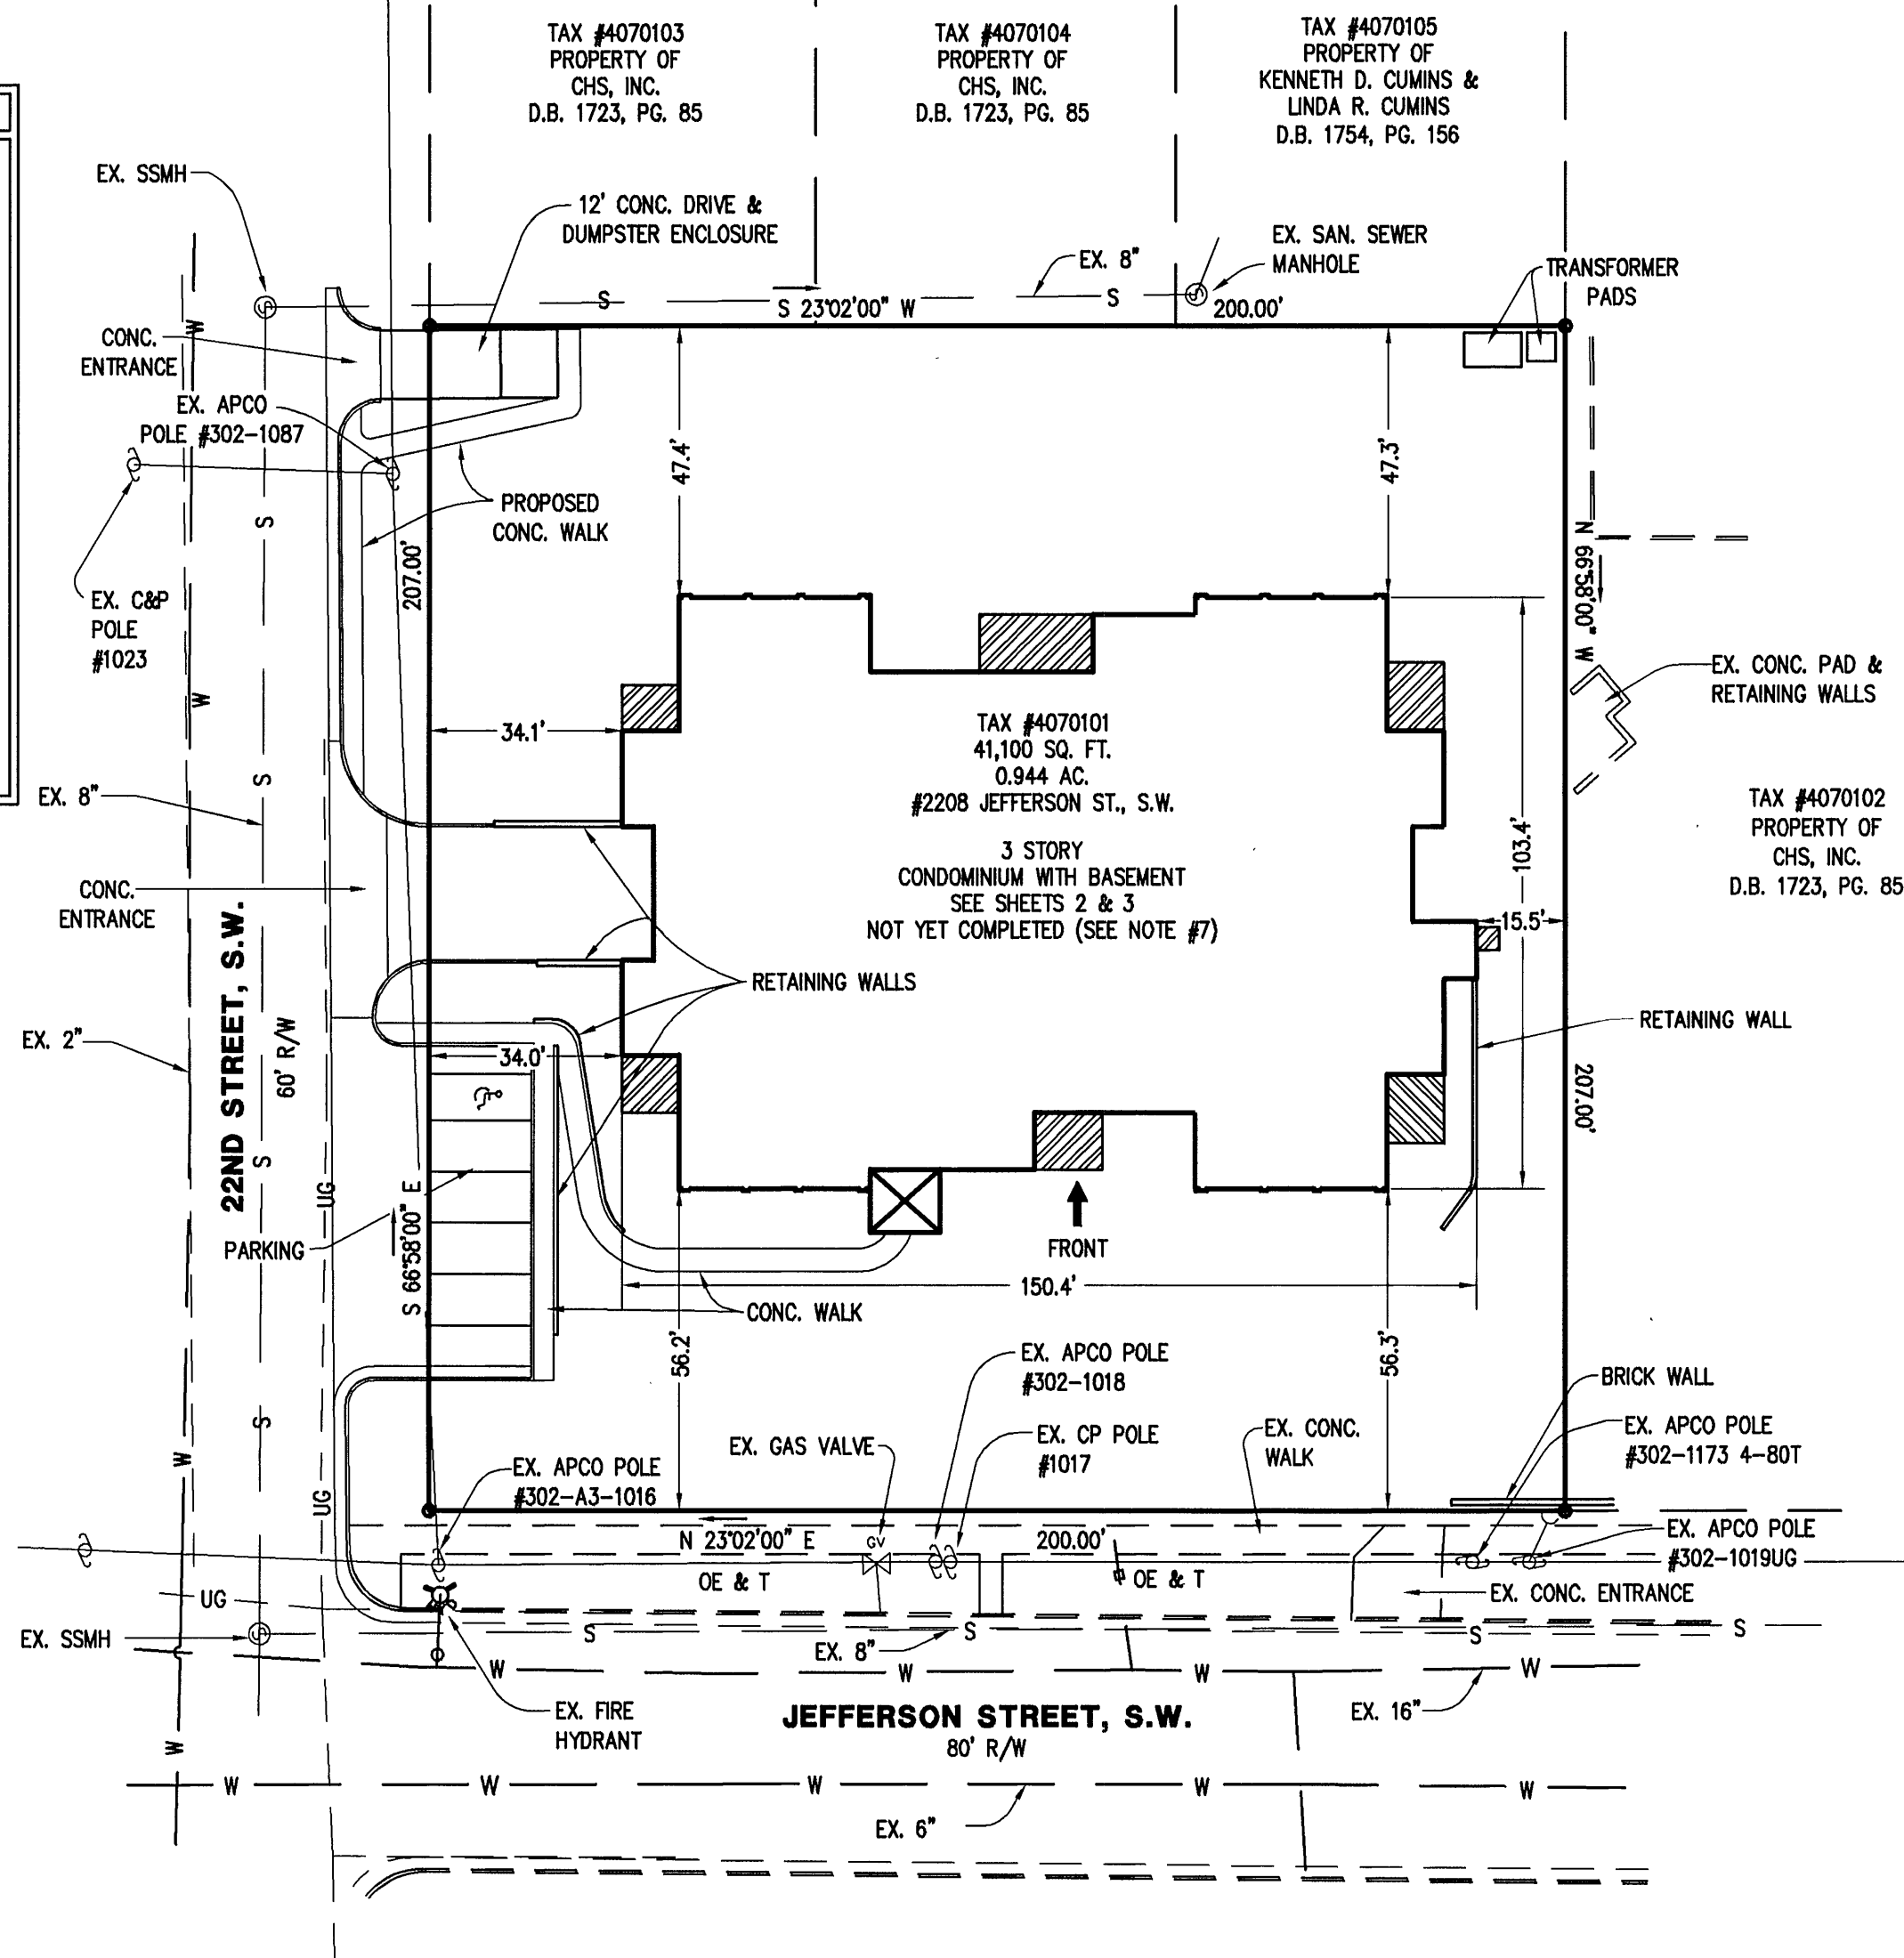 TAX #4070103
PROPERTY OF
CHS, INC.
D.B. 1723, PG. 85
TAX #4070104
PROPERTY OF
CHS, INC.
D.B. 1723, PG. 85
TAX #4070105
PROPERTY OF
KENNETH D. CUMINS &
LINDA R. CUMINS
D.B. 1754, PG. 156
EX. SSMH
12' CONC. DRIVE &
DUMPSTER ENCLOSURE
EX. 8"
EX. SAN. SEWER
MANHOLE
TRANSFORMER
PADS
S
S 23°02'00" W
S
200.00'
CONC.
ENTRANCE
W
EX. APCO
POLE #302-1087
47.4'
47.3'
PROPOSED
CONC. WALK
S
207.00'
N 66°58'00" W
EX. C&P
POLE
#1023
W
EX. CONC. PAD &
RETAINING WALLS
34.1'
TAX #4070101
41,100 SQ. FT.
0.944 AC.
#2208 JEFFERSON ST., S.W.
3 STORY
CONDOMINIUM WITH BASEMENT
SEE SHEETS 2 & 3
NOT YET COMPLETED (SEE NOTE #7)
103.4'
TAX #4070102
PROPERTY OF
CHS, INC.
D.B. 1723, PG. 85
S
EX. 8"
CONC.
ENTRANCE
15.5'
22ND STREET, S.W.
60' R/W
RETAINING WALLS
RETAINING WALL
EX. 2"
34.0'
207.00'
S
UG
S 66°58'00" E
PARKING
FRONT
150.4'
CONC. WALK
56.2'
56.3'
EX. APCO POLE
#302-1018
BRICK WALL
S
EX. GAS VALVE
EX. CP POLE
#1017
EX. CONC.
WALK
EX. APCO POLE
#302-1173 4-80T
W
UG
EX. APCO POLE
#302-A3-1016
N 23°02'00" E
GV
200.00'
EX. APCO POLE
#302-1019UG
OE & T
OE & T
UG
EX. CONC. ENTRANCE
EX. SSMH
S
EX. 8"
S
S
S
W
W
W
W
EX. FIRE
HYDRANT
JEFFERSON STREET, S.W.
80' R/W
EX. 16"
W
W
W
W
W
W
EX. 6"